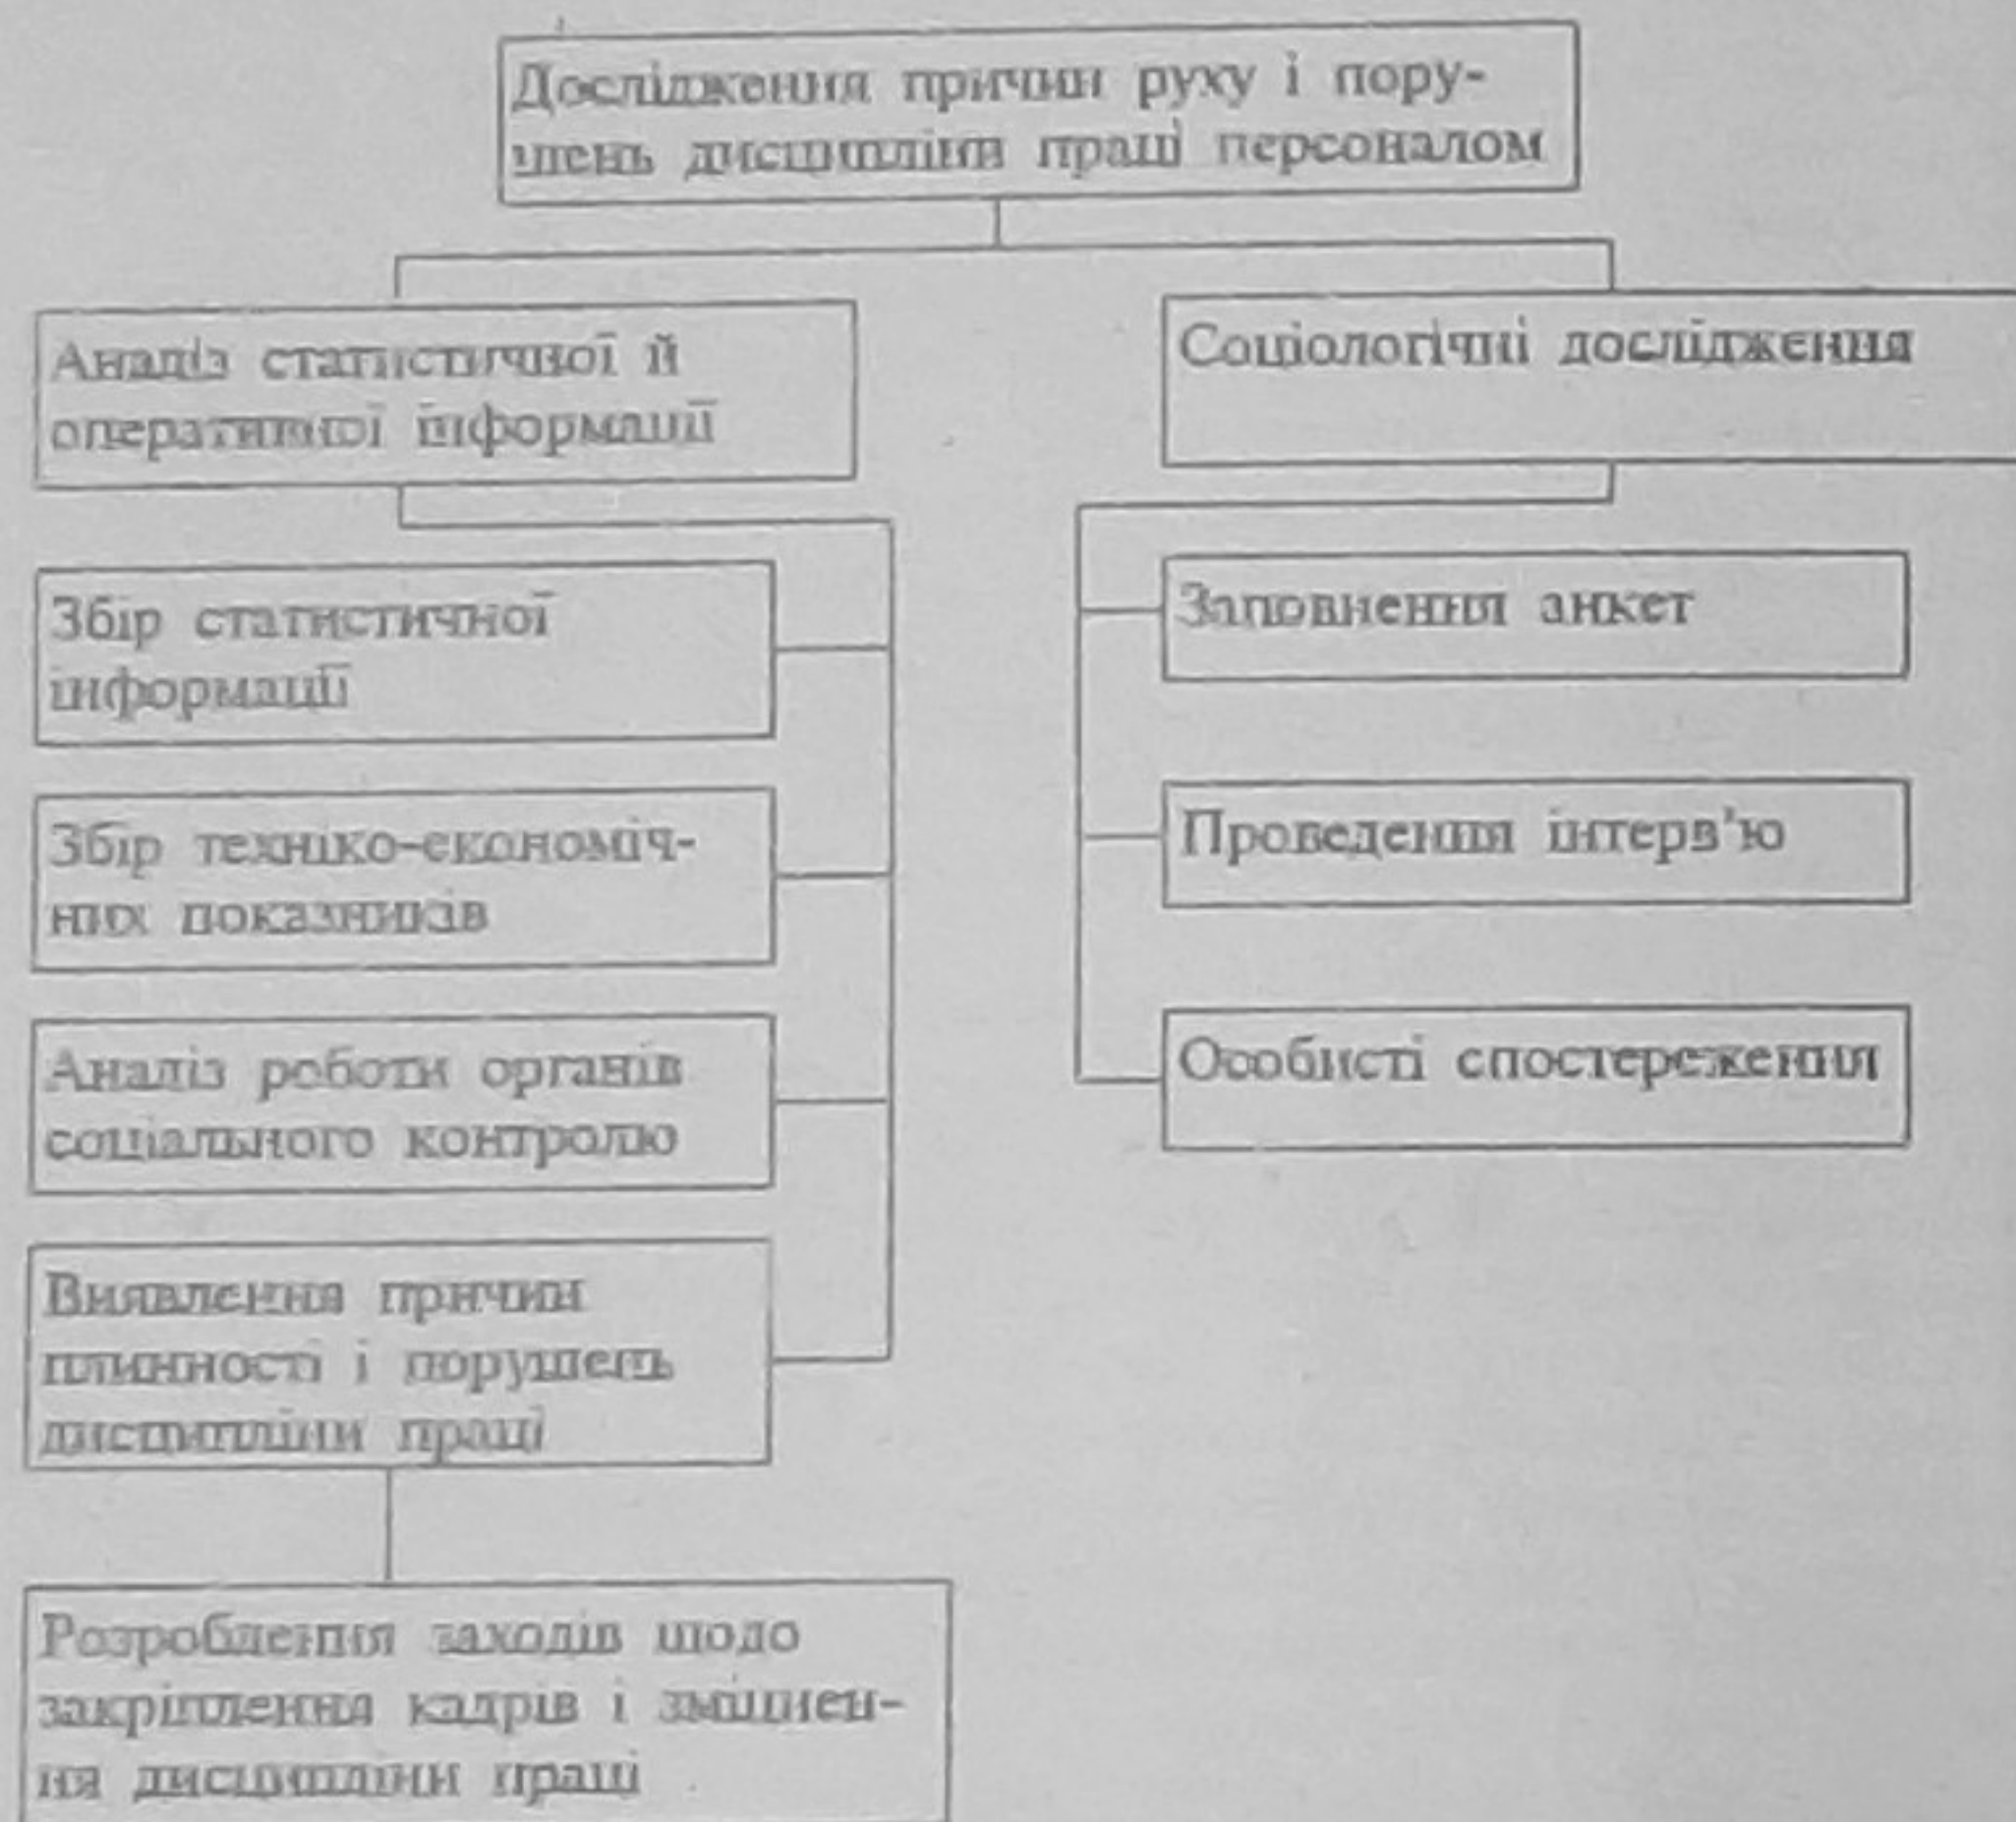 Дослідження причин руху і пору-
шень дисципліни праці персоналом
Аналіз статистичної й
оперативної інформації
Соціологічні дослідження
Збір статистичної
інформації
Заповнення анкет
Збір техніко-економіч-
них показників
Проведення інтерв'ю
Аналіз роботи органів
соціального контролю
Особисті спостереження
Виявлення причин
плинності і порушень
дисципліни праці
Розроблення заходів щодо
закріплення кадрів і зміцнен-
ня дисципліни праці